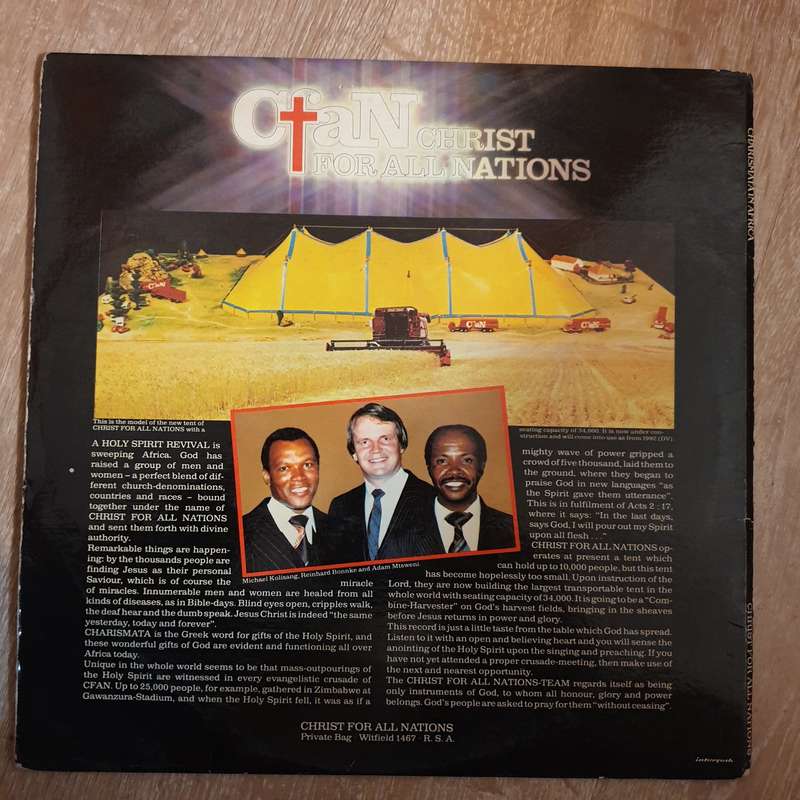 CfaN CHRIST
FOR ALL NATIONS
CfaN
CfaN
CfaN
This is the model of the new tent of
CHRIST FOR ALL NATIONS with a
seating capacity of 34,000. It is now under con-
struction and will come into use as from 1982 (DV).
A HOLY SPIRIT REVIVAL is
sweeping Africa. God has
raised a group of men and
women – a perfect blend of dif-
ferent church-denominations,
countries and races – bound
together under the name of
CHRIST FOR ALL NATIONS
and sent them forth with divine
authority.
Remarkable things are happen-
ing: by the thousands people are
finding Jesus as their personal
Saviour, which is of course the miracle
of miracles. Innumerable men and women are healed from all
kinds of diseases, as in Bible-days. Blind eyes open, cripples walk,
the deaf hear and the dumb speak. Jesus Christ is indeed "the same
yesterday, today and forever".
CHARISMATA is the Greek word for gifts of the Holy Spirit, and
these wonderful gifts of God are evident and functioning all over
Africa today.
Unique in the whole world seems to be that mass-outpourings of
the Holy Spirit are witnessed in every evangelistic crusade of
CFAN. Up to 25,000 people, for example, gathered in Zimbabwe at
Gawanzura-Stadium, and when the Holy Spirit fell, it was as if a
Michael Kolisang, Reinhard Bonnke and Adam Mtsweni
mighty wave of power gripped a
crowd of five thousand, laid them to
the ground, where they began to
praise God in new languages "as
the Spirit gave them utterance".
This is in fulfilment of Acts 2 : 17,
where it says: "In the last days,
says God, I will pour out my Spirit
upon all flesh . . ."
CHRIST FOR ALL NATIONS op-
erates at present a tent which
can hold up to 10,000 people, but this tent
has become hopelessly too small. Upon instruction of the
Lord, they are now building the largest transportable tent in the
whole world with seating capacity of 34,000. It is going to be a "Com-
bine-Harvester" on God's harvest fields, bringing in the sheaves
before Jesus returns in power and glory.
This record is just a little taste from the table which God has spread.
Listen to it with an open and believing heart and you will sense the
anointing of the Holy Spirit upon the singing and preaching. If you
have not yet attended a proper crusade-meeting, then make use of
the next and nearest opportunity.
The CHRIST FOR ALL NATIONS-TEAM regards itself as being
only instruments of God, to whom all honour, glory and power
belongs. God's people are asked to pray for them "without ceasing".
CHRIST FOR ALL NATIONS
Private Bag · Witfield 1467 · R. S. A.
CHARISMATA IN AFRICA
CHRIST FOR ALL NATIONS